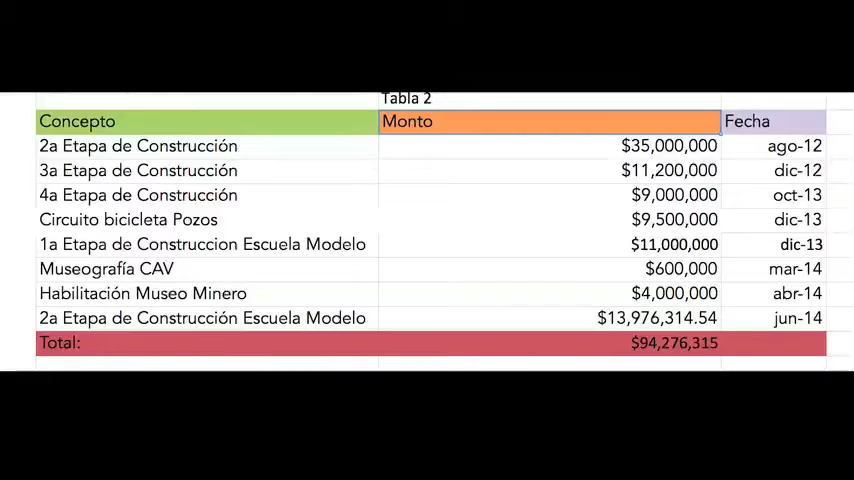 Tabla 2
Concepto Monto Fecha
2a Etapa de Construcción $35,000,000 ago-12
3a Etapa de Construcción $11,200,000 dic-12
4a Etapa de Construcción $9,000,000 oct-13
Circuito bicicleta Pozos $9,500,000 dic-13
1a Etapa de Construccion Escuela Modelo $11,000,000 dic-13
Museografía CAV $600,000 mar-14
Habilitación Museo Minero $4,000,000 abr-14
2a Etapa de Construcción Escuela Modelo $13,976,314.54 jun-14
Total: $94,276,315